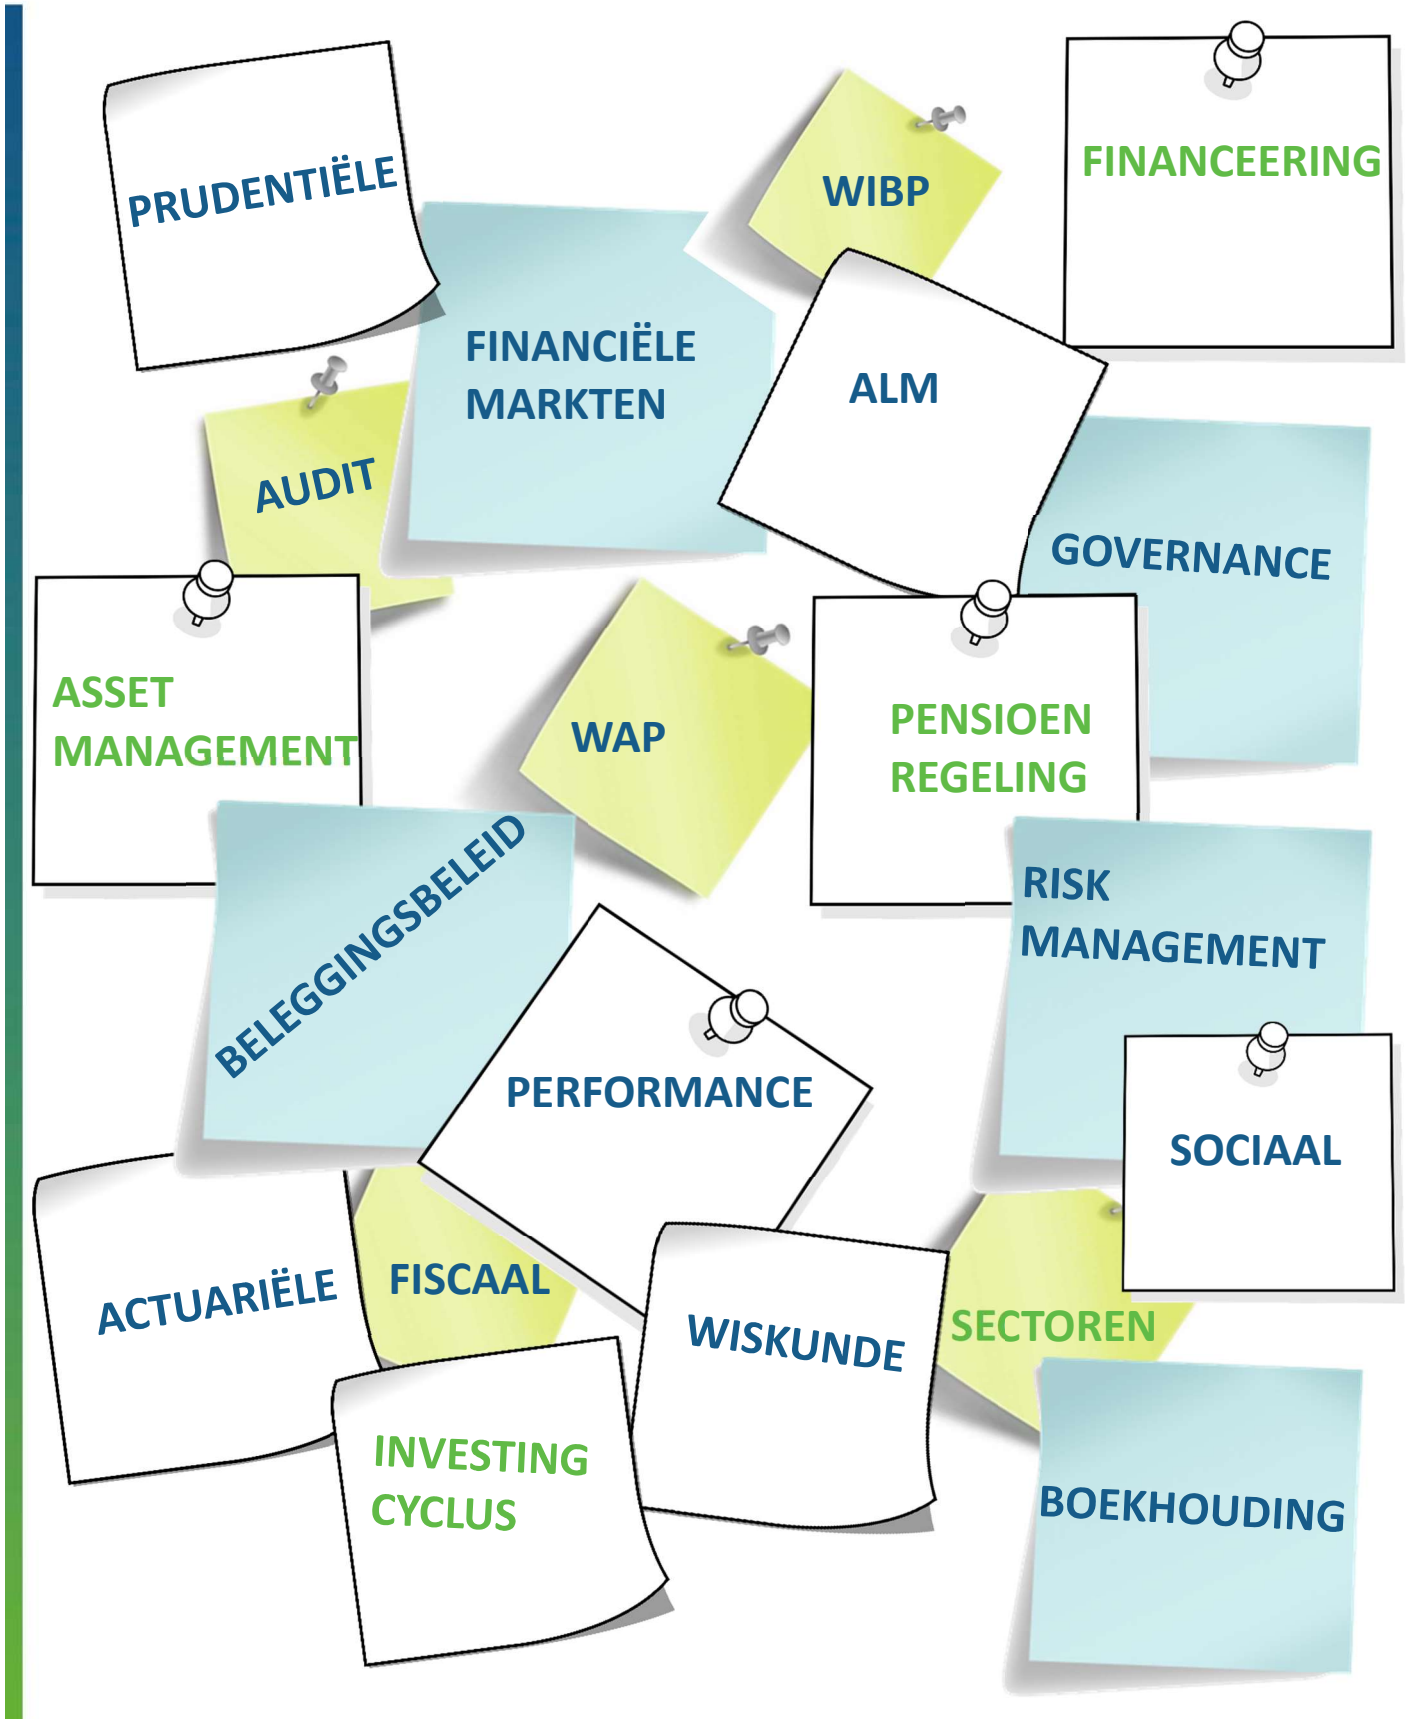 PRUDENTIËLE
WIBP
FINANCEERING
FINANCIËLE
MARKTEN
ALM
AUDIT
GOVERNANCE
ASSET
MANAGEMENT
WAP
PENSIOEN
REGELING
BELEGGINGSBELEID
RISK
MANAGEMENT
PERFORMANCE
SOCIAAL
ACTUARIËLE
FISCAAL
WISKUNDE
SECTOREN
INVESTING
CYCLUS
BOEKHOUDING